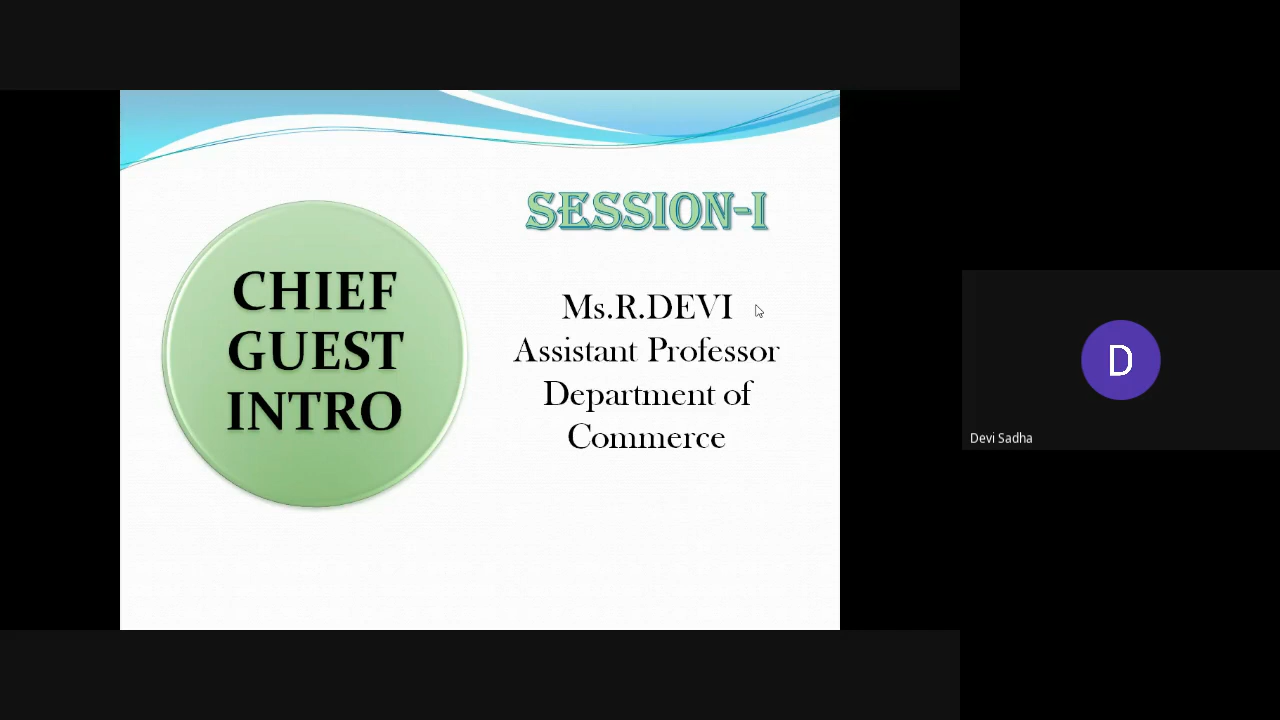 SESSION-I
CHIEF
GUEST
INTRO
Ms.R.DEVI
Assistant Professor
Department of
Commerce
D
Devi Sadha